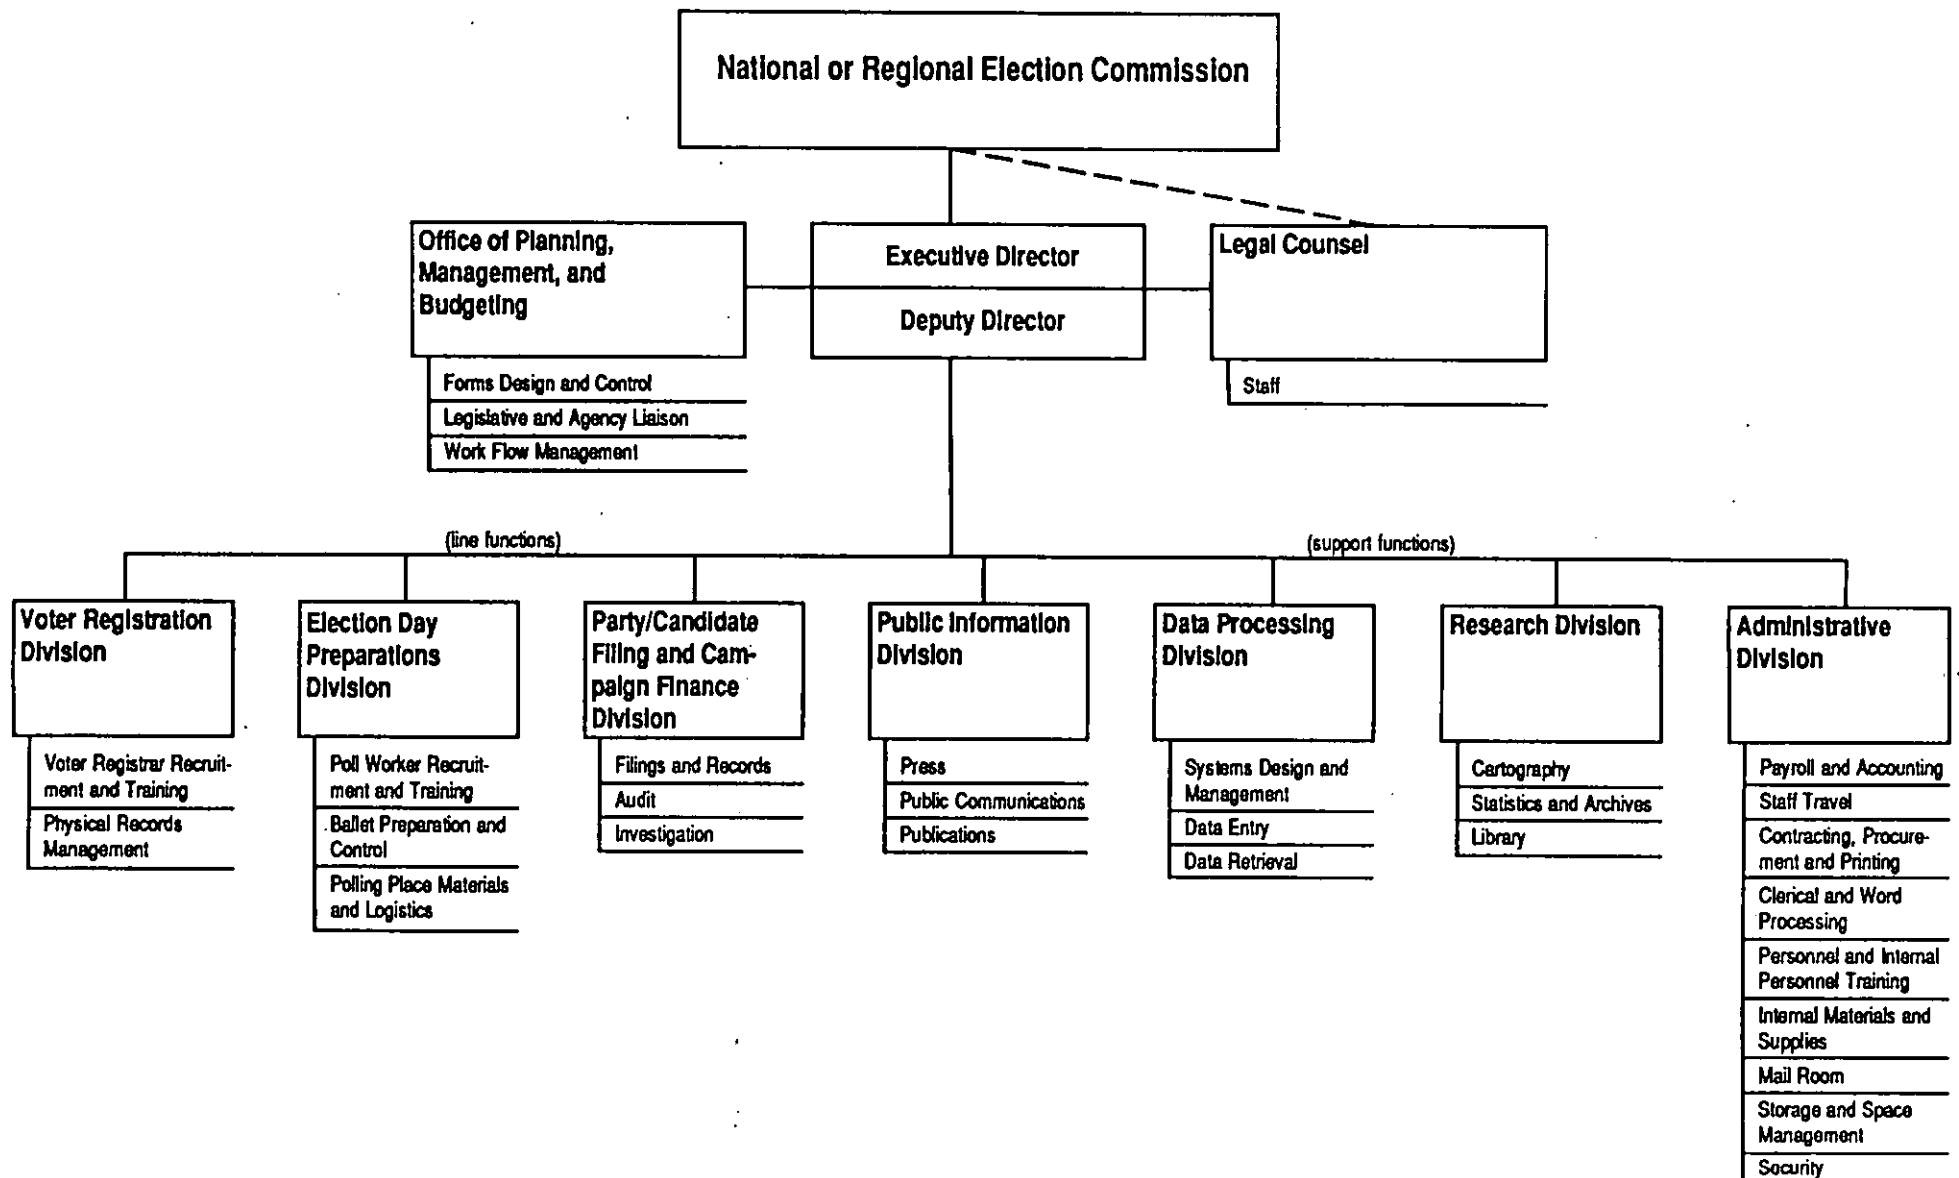 National or Regional Election Commission
Office of Planning,
Management, and
Budgeting
Executive Director
Deputy Director
Legal Counsel
Forms Design and Control
Legislative and Agency Liaison
Work Flow Management
Staff
(line functions)
(support functions)
Voter Registration
Division
Voter Registrar Recruit-
ment and Training
Physical Records
Management
Election Day
Preparations
Division
Poll Worker Recruit-
ment and Training
Ballet Preparation and
Control
Polling Place Materials
and Logistics
Party/Candidate
Filing and Cam-
paign Finance
Division
Filings and Records
Audit
Investigation
Public Information
Division
Press
Public Communications
Publications
Data Processing
Division
Systems Design and
Management
Data Entry
Data Retrieval
Research Division
Cartography
Statistics and Archives
Library
Administrative
Division
Payroll and Accounting
Staff Travel
Contracting, Procure-
ment and Printing
Clerical and Word
Processing
Personnel and Internal
Personnel Training
Internal Materials and
Supplies
Mail Room
Storage and Space
Management
Security